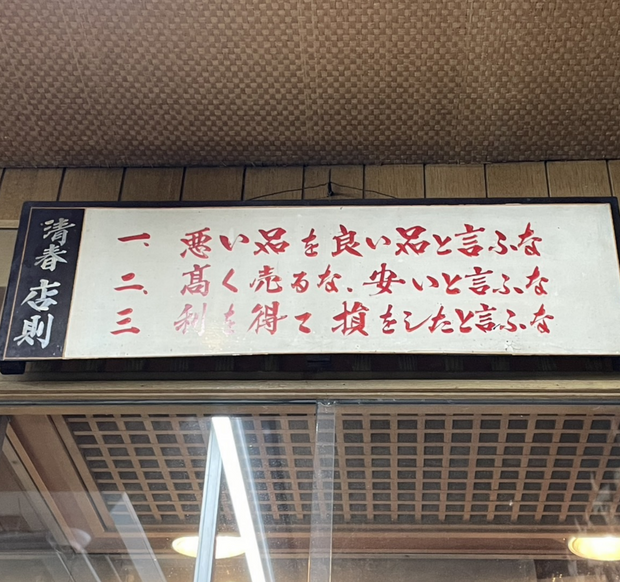 清春 店則
一、悪い品を良い品と言ふな
二、高く売るな、安いと言ふな
三 利を得て損をしたと言ふな